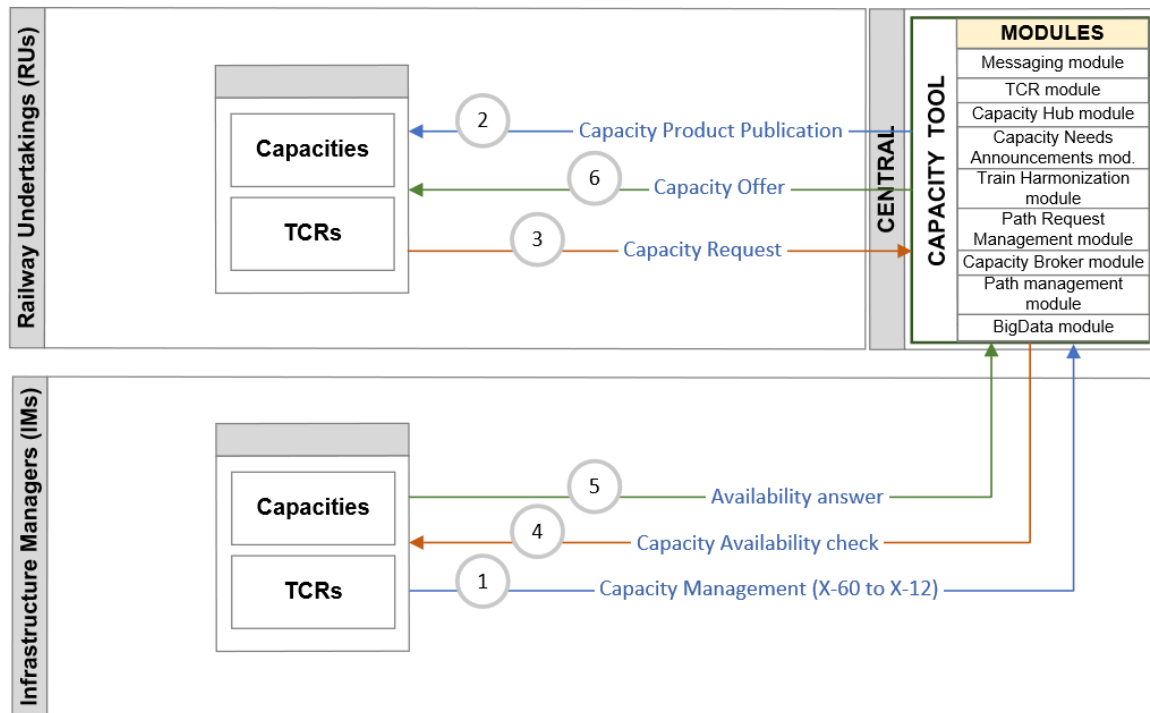 Railway Undertakings (RUs)
Capacities
TCRs
2
Capacity Product Publication
6
Capacity Offer
3
Capacity Request
CENTRAL
CAPACITY TOOL
MODULES
Messaging module
TCR module
Capacity Hub module
Capacity Needs
Announcements mod.
Train Harmonization
module
Path Request
Management module
Capacity Broker module
Path management
module
BigData module
Infrastructure Managers (IMs)
Capacities
TCRs
5
Availability answer
4
Capacity Availability check
1
Capacity Management (X-60 to X-12)